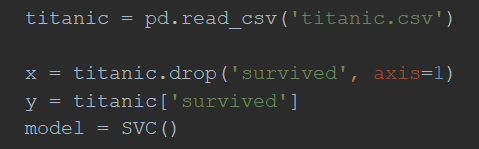 titanic = pd.read_csv('titanic.csv')
x = titanic.drop('survived', axis=1)
y = titanic['survived']
model = SVC()